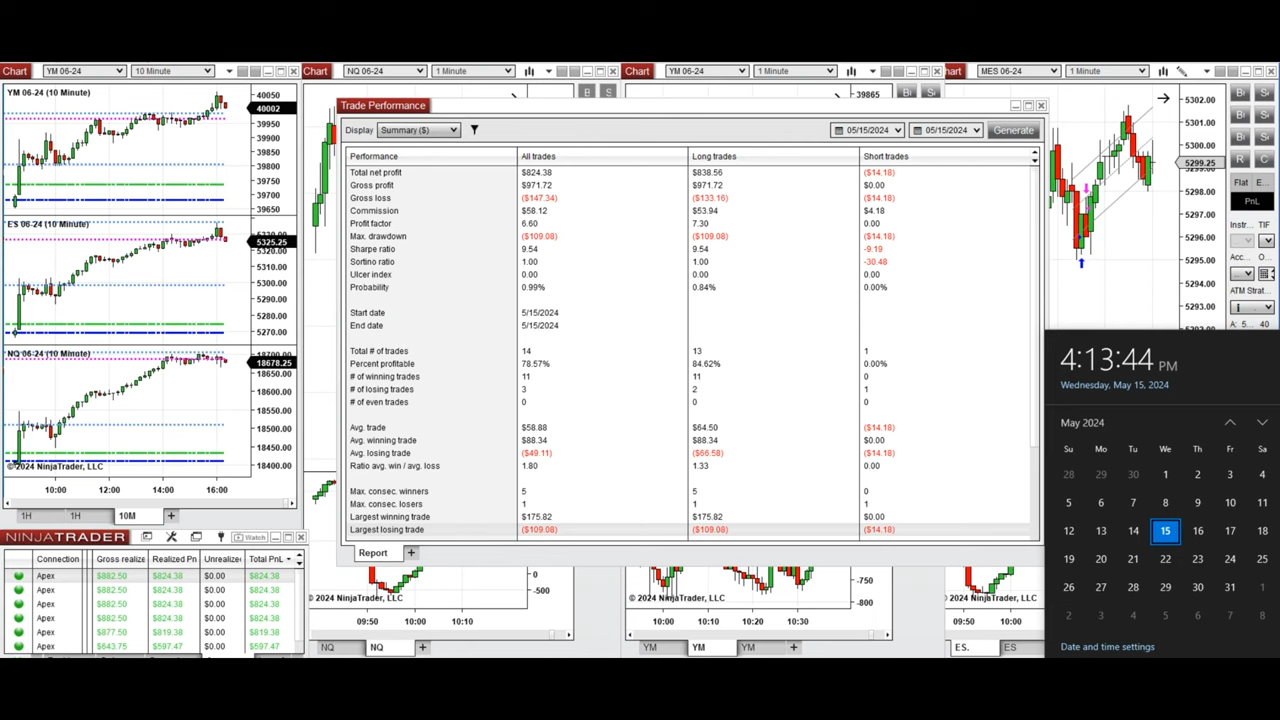 Chart YM 06-24 10 Minute
Chart NQ 06-24 1 Minute
Chart YM 06-24 1 Minute
MES 06-24 1 Minute
YM 06-24 (10 Minute)
40050
40002
39950
39900
39850
39800
39750
39700
39650
ES 06-24 (10 Minute)
5325.25
5310.00
5300.00
5290.00
5280.00
5270.00
NQ 06-24 (10 Minute)
18700.00
18678.25
18600.00
18550.00
18500.00
18450.00
18400.00
© 2024 NinjaTrader, LLC
10:00 12:00 14:00 16:00
1H 1H 10M +
39865
Trade Performance
Display Summary ($) 05/15/2024 05/15/2024 Generate
Performance All trades Long trades Short trades
Total net profit $824.38 $838.56 ($14.18)
Gross profit $971.72 $971.72 $0.00
Gross loss ($147.34) ($133.16) ($14.18)
Commission $58.12 $53.94 $4.18
Profit factor 6.60 7.30 0.00
Max. drawdown ($109.08) ($109.08) ($14.18)
Sharpe ratio 9.54 9.54 -9.19
Sortino ratio 1.00 1.00 -30.48
Ulcer index 0.00 0.00 0.00
Probability 0.99% 0.84% 0.00%
Start date 5/15/2024
End date 5/15/2024
Total # of trades 14 13 1
Percent profitable 78.57% 84.62% 0.00%
# of winning trades 11 11 0
# of losing trades 3 2 1
# of even trades 0 0 0
Avg. trade $58.88 $64.50 ($14.18)
Avg. winning trade $88.34 $88.34 $0.00
Avg. losing trade ($49.11) ($66.58) ($14.18)
Ratio avg. win / avg. loss 1.80 1.33 0.00
Max. consec. winners 5 5 0
Max. consec. losers 1 1 1
Largest winning trade $175.82 $175.82 $0.00
Largest losing trade ($109.08) ($109.08) ($14.18)
Report +
5302.00
5301.00
5300.00
5299.25
5298.00
5297.00
5296.00
5295.00
5294.00
5293.00
5292.00
R C
Flat E...
PnL
Instr... TIF
Acc... O...
ATM Strat...
A: 5... 40
NINJATRADER Watch
Connection Gross realize Realized Pn Unrealize Total PnL
Apex $882.50 $824.38 $0.00 $824.38
Apex $882.50 $824.38 $0.00 $824.38
Apex $882.50 $824.38 $0.00 $824.38
Apex $882.50 $824.38 $0.00 $824.38
Apex $877.50 $819.38 $0.00 $819.38
Apex $643.75 $597.47 $0.00 $597.47
0
-500
© 2024 NinjaTrader, LLC
09:50 10:00 10:10
NQ NQ +
-750
-800
© 2024 NinjaTrader, LLC
10:00 10:10 10:20 10:30
YM YM YM +
© 2024 NinjaTrader, LLC
09:50 10:00
ES. ES
4:13:44 PM
Wednesday, May 15, 2024
May 2024
Su Mo Tu We Th Fr Sa
28 29 30 1 2 3 4
5 6 7 8 9 10 11
12 13 14 15 16 17 18
19 20 21 22 23 24 25
26 27 28 29 30 31 1
2 3 4 5 6 7 8
Date and time settings